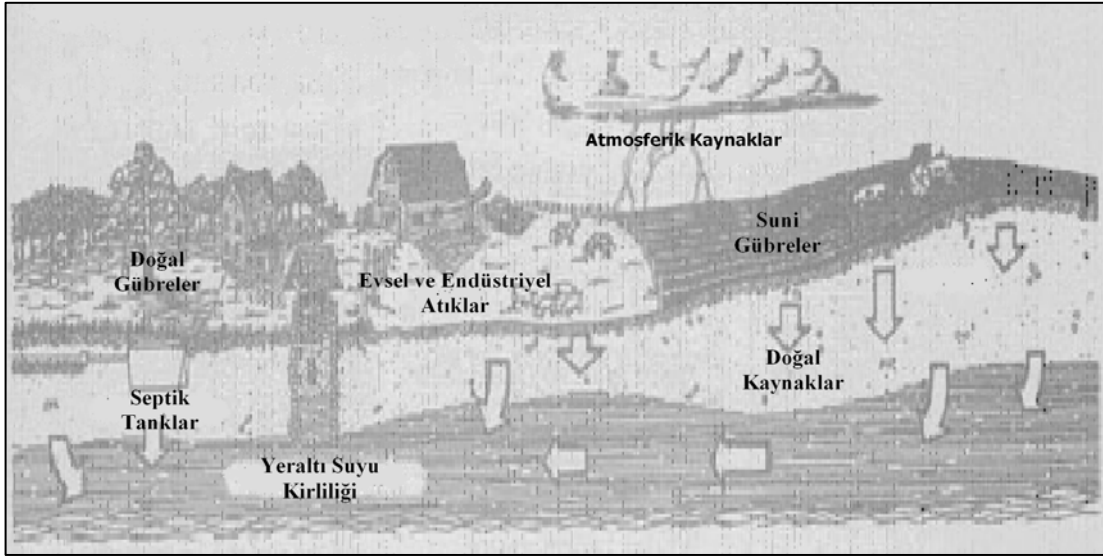 Atmosferik Kaynaklar
Suni
Gübreler
Doğal
Gübreler
Evsel ve Endüstriyel
Atıklar
Doğal
Kaynaklar
Septik
Tanklar
Yeraltı Suyu
Kirliliği